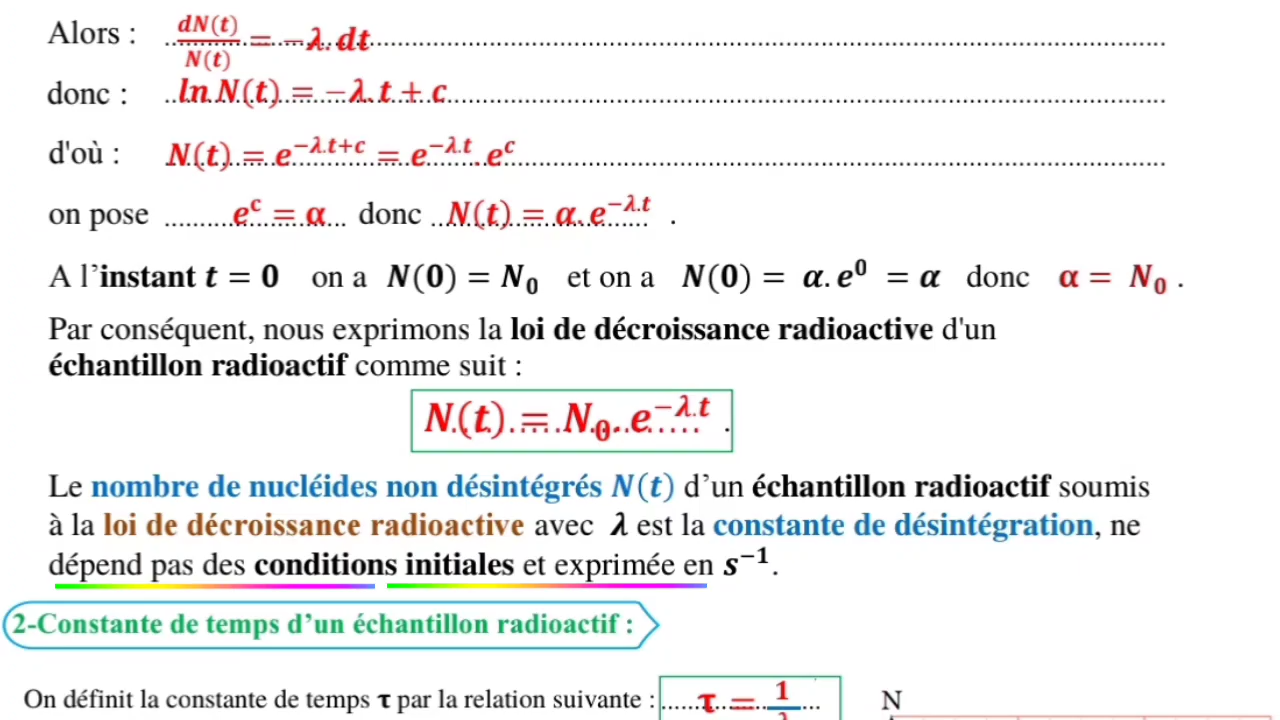 Alors : dN(t)/N(t) = −λ. dt
donc : ln N(t) = −λ. t + c
d'où : N(t) = e^(−λ.t+c) = e^(−λ.t). e^c
on pose ......... e^c = α ... donc .. N(t) = α. e^(−λ.t) .
A l’instant t = 0 on a N(0) = N₀ et on a N(0) = α. e⁰ = α donc α = N₀ .
Par conséquent, nous exprimons la loi de décroissance radioactive d'un
échantillon radioactif comme suit :
N(t) = N₀. e^(−λ.t) .
Le nombre de nucléides non désintégrés N(t) d’un échantillon radioactif soumis
à la loi de décroissance radioactive avec λ est la constante de désintégration, ne
dépend pas des conditions initiales et exprimée en s⁻¹.
2-Constante de temps d’un échantillon radioactif :
On définit la constante de temps τ par la relation suivante : ...... τ = 1/λ ... N